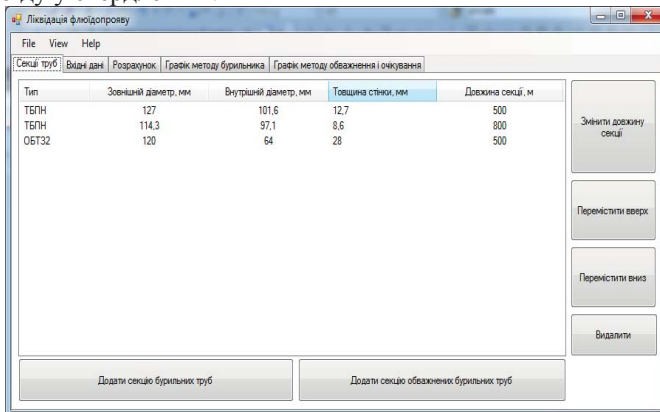 Ліквідація флюїдопрояву
File View Help
Секції труб Вхідні дані Розрахунок Графік методу бурильника Графік методу обважнення і очікування
Тип Зовнішній діаметр, мм Внутрішній діаметр, мм Товщина стінки, мм Довжина секції, м
ТБПН 127 101,6 12,7 500
ТБПН 114,3 97,1 8,6 800
ОБТ32 120 64 28 500
Змінити довжину
секції
Перемістити вверх
Перемістити вниз
Видалити
Додати секцію бурильних труб Додати секцію обважнених бурильних труб